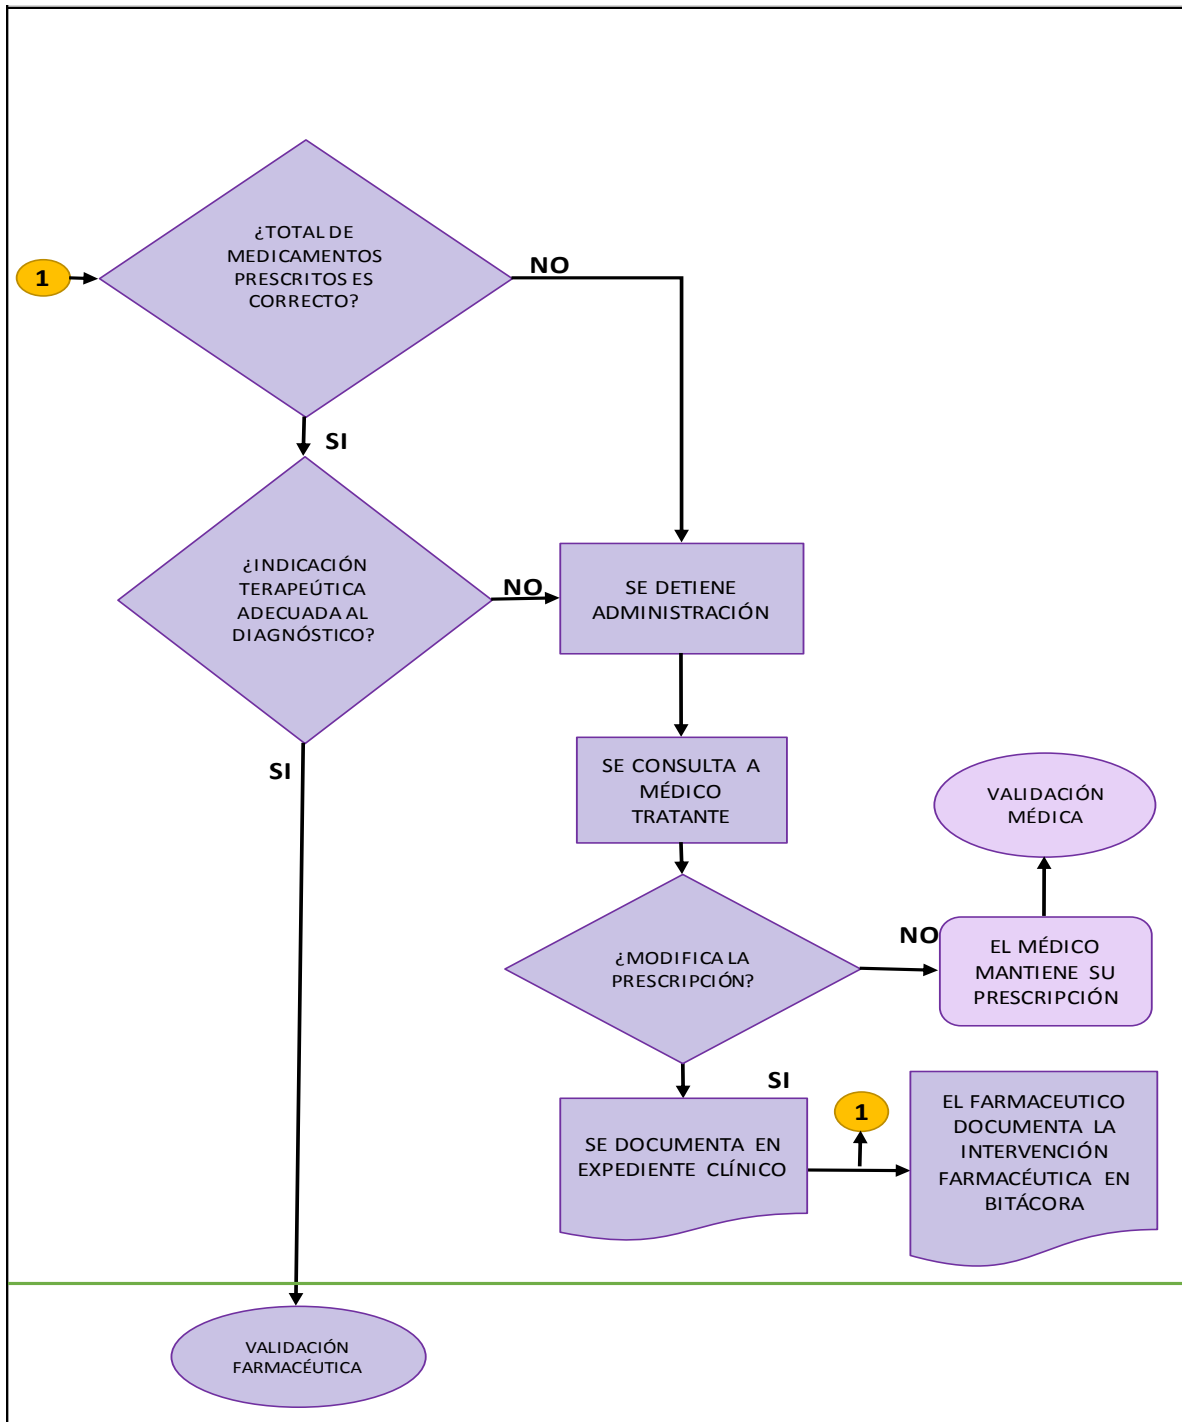 ¿TOTAL DE
MEDICAMENTOS
PRESCRITOS ES
CORRECTO?
1
NO
SI
¿INDICACIÓN
TERAPEÚTICA
ADECUADA AL
DIAGNÓSTICO?
NO
SE DETIENE
ADMINISTRACIÓN
SI
SE CONSULTA A
MÉDICO
TRATANTE
VALIDACIÓN
MÉDICA
¿MODIFICA LA
PRESCRIPCIÓN?
NO
EL MÉDICO
MANTIENE SU
PRESCRIPCIÓN
SI
SE DOCUMENTA EN
EXPEDIENTE CLÍNICO
1
EL FARMACEUTICO
DOCUMENTA LA
INTERVENCIÓN
FARMACÉUTICA EN
BITÁCORA
VALIDACIÓN
FARMACÉUTICA